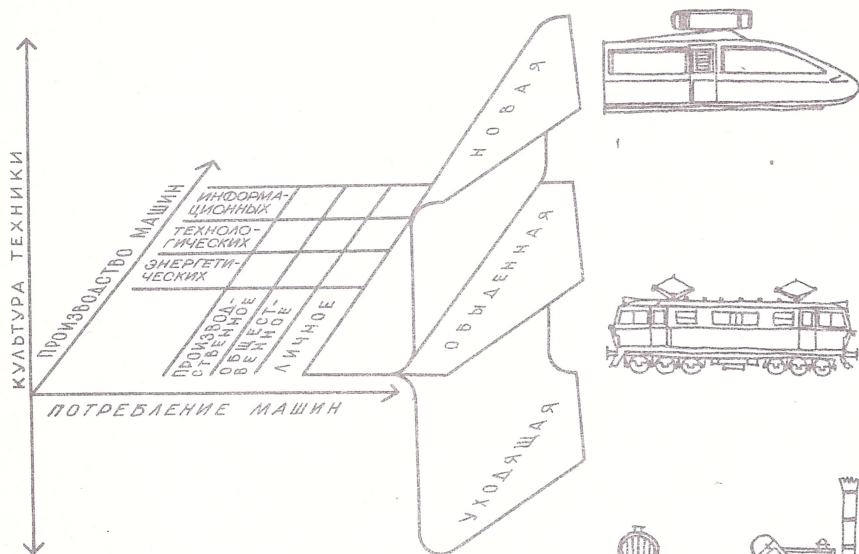 КУЛЬТУРА ТЕХНИКИ
ПРОИЗВОДСТВО МАШИН
ИНФОРМА-
ЦИОННЫХ
ТЕХНОЛО-
ГИЧЕСКИХ
ЭНЕРГЕТИ-
ЧЕСКИХ
ПРОИЗВОД-
СТВЕННОЕ
ОБЩЕСТ-
ВЕННОЕ
ЛИЧНОЕ
ПОТРЕБЛЕНИЕ МАШИН
НОВАЯ
ОБЫДЕННАЯ
УХОДЯЩАЯ